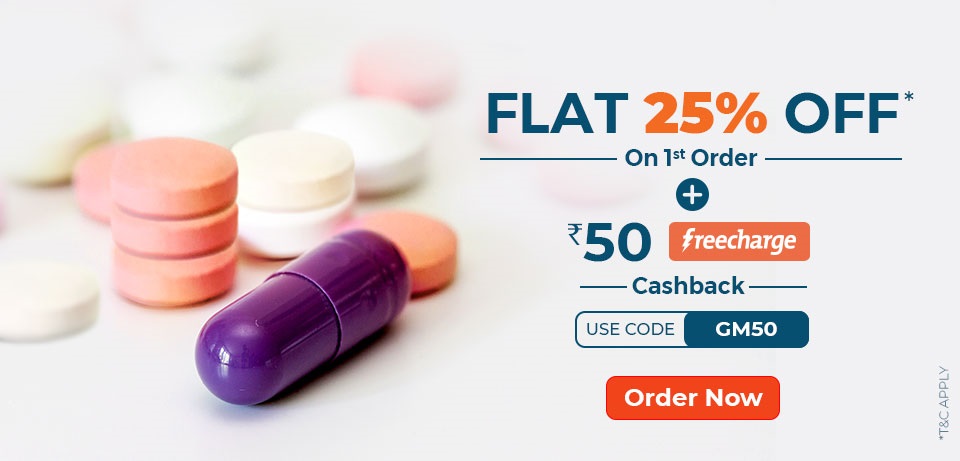 FLAT 25% OFF*
On 1st Order
+
₹50 freecharge
Cashback
USE CODE GM50
Order Now
*T&C APPLY